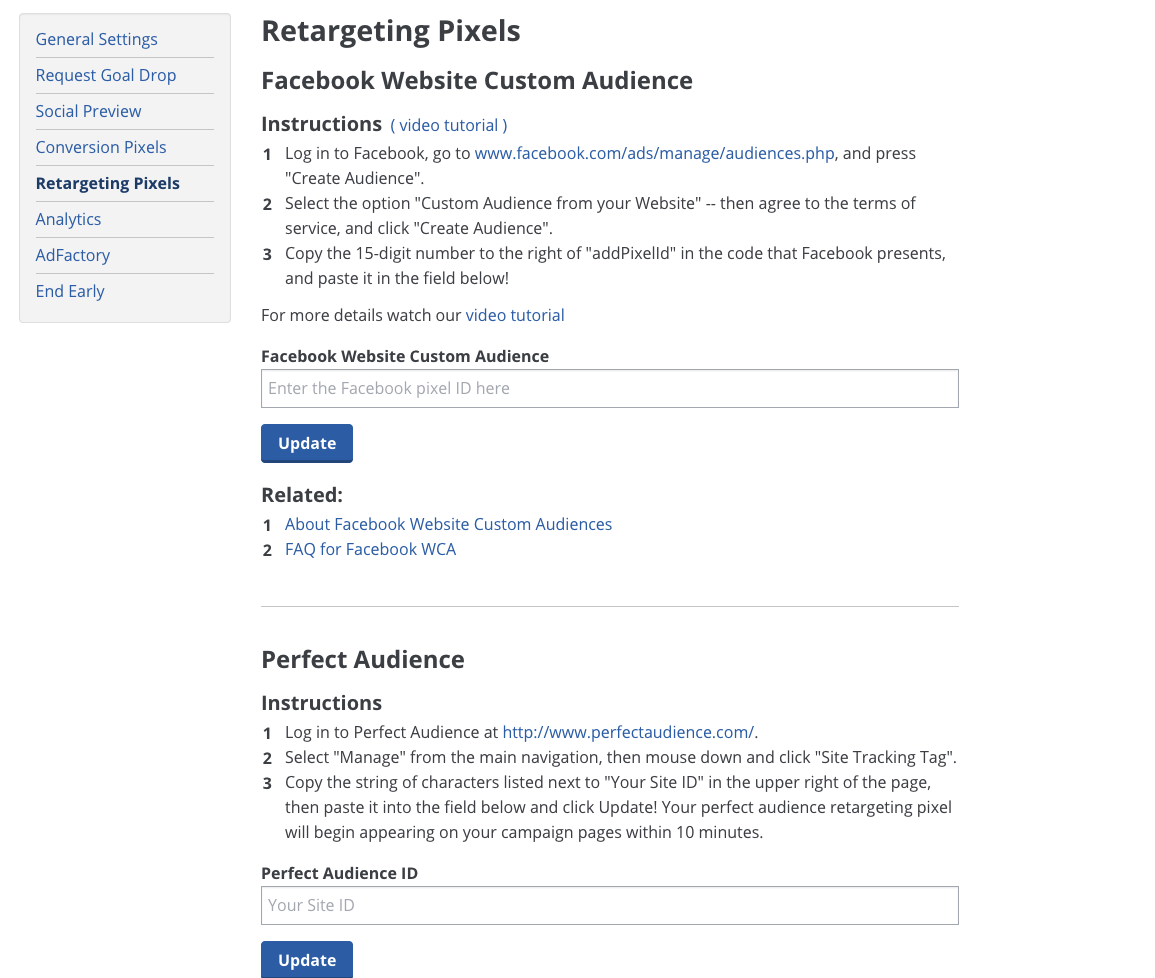 General Settings
Request Goal Drop
Social Preview
Conversion Pixels
Retargeting Pixels
Analytics
AdFactory
End Early
Retargeting Pixels
Facebook Website Custom Audience
Instructions ( video tutorial )
1 Log in to Facebook, go to www.facebook.com/ads/manage/audiences.php, and press
"Create Audience".
2 Select the option "Custom Audience from your Website" -- then agree to the terms of
service, and click "Create Audience".
3 Copy the 15-digit number to the right of "addPixelId" in the code that Facebook presents,
and paste it in the field below!
For more details watch our video tutorial
Facebook Website Custom Audience
Enter the Facebook pixel ID here
Update
Related:
1 About Facebook Website Custom Audiences
2 FAQ for Facebook WCA
Perfect Audience
Instructions
1 Log in to Perfect Audience at http://www.perfectaudience.com/.
2 Select "Manage" from the main navigation, then mouse down and click "Site Tracking Tag".
3 Copy the string of characters listed next to "Your Site ID" in the upper right of the page,
then paste it into the field below and click Update! Your perfect audience retargeting pixel
will begin appearing on your campaign pages within 10 minutes.
Perfect Audience ID
Your Site ID
Update